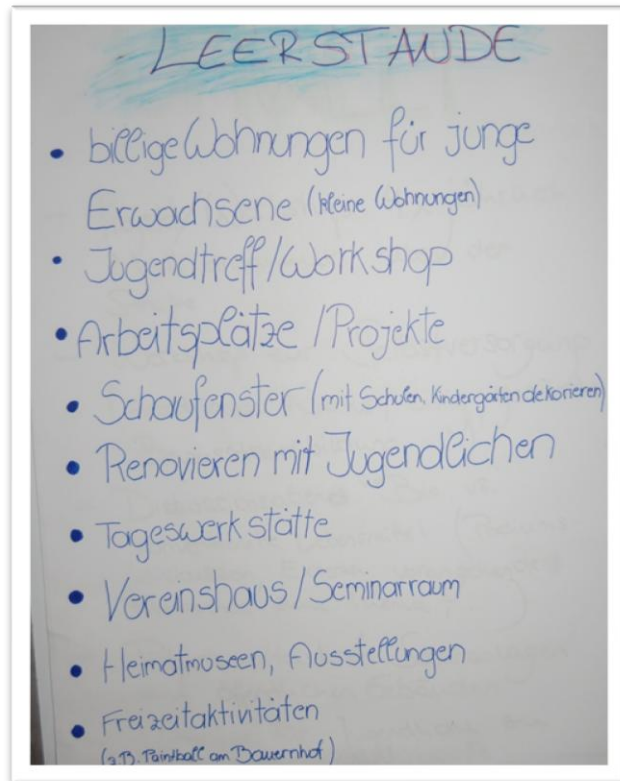 LEERSTÄUDE
• billige Wohnungen für junge
Erwachsene (kleine Wohnungen)
• Jugendtreff/Workshop
• Arbeitsplätze/Projekte
• Schaufenster (mit Schulen, Kindergärten dekorieren)
• Renovieren mit Jugendlichen
• Tageswerkstätte
• Vereinshaus/Seminarraum
• Heimatmuseen, Ausstellungen
• Freizeitaktivitäten
(z.B. Paintball am Bauernhof)